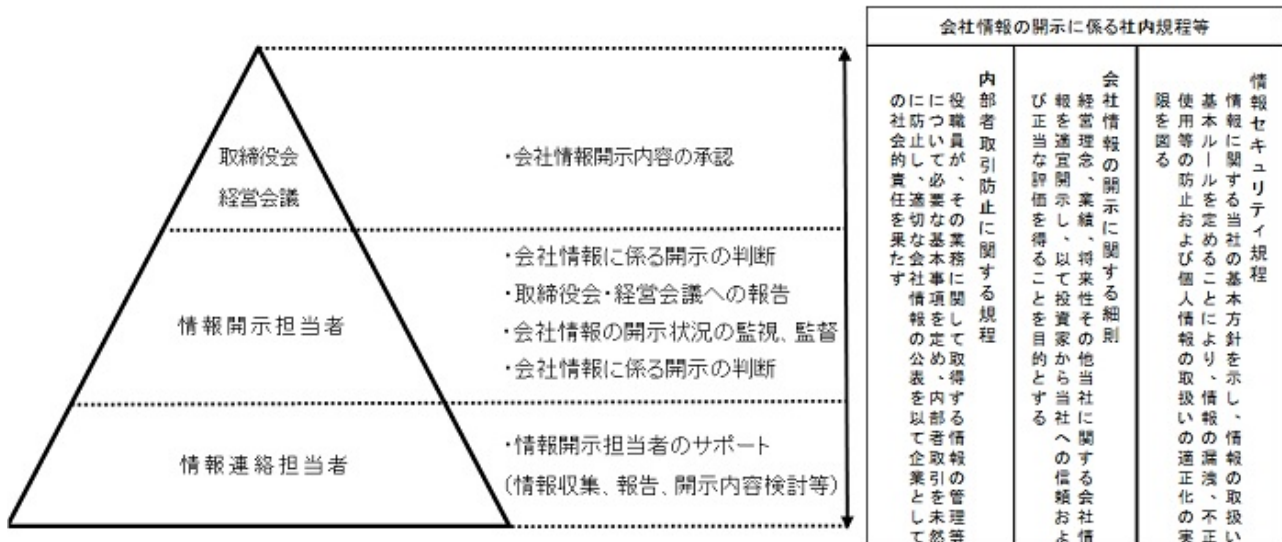 取締役会
経営会議
・会社情報開示内容の承認
情報開示担当者
・会社情報に係る開示の判断
・取締役会・経営会議への報告
・会社情報の開示状況の監視、監督
・会社情報に係る開示の判断
情報連絡担当者
・情報開示担当者のサポート
(情報収集、報告、開示内容検討等)
会社情報の開示に係る社内規程等
情報セキュリティ規程
情報に関する当社の基本方針を示し、情報の取扱い
基本ルールを定めることにより、情報の漏洩、不正
使用等の防止および個人情報の取扱いの適正化の実
限を図る
会社情報の開示に関する細則
経営理念、業績、将来性その他当社に関する会社情
報を適宜開示し、以て投資家から当社への信頼およ
び正当な評価を得ることを目的とする
内部者取引防止に関する規程
役職員が、その業務に関して取得する情報の管理等
について必要な基本事項を定め、内部者取引を未然
に防止し、適切な会社情報の公表を以て企業として
の社会的責任を果たす